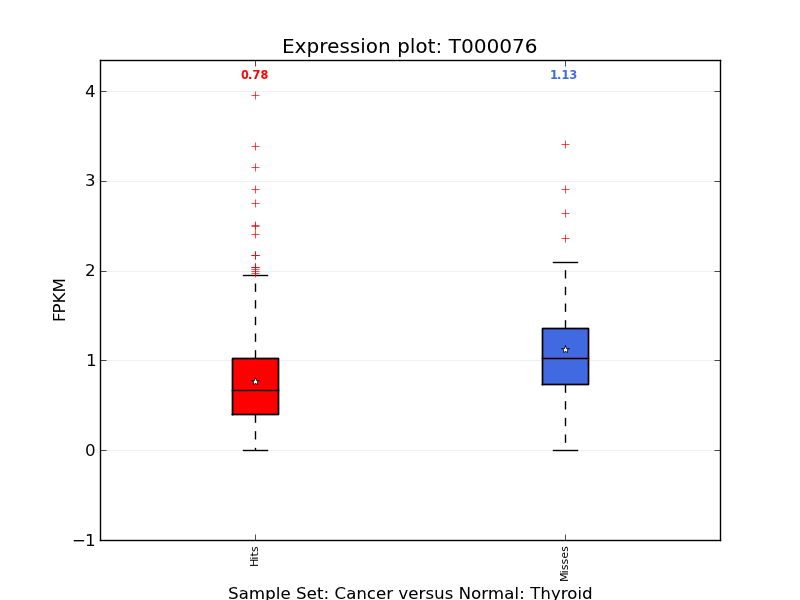 Expression plot: T000076
0.78 1.13
4
3
2
1
0
−1
FPKM
Hits Misses
Sample Set: Cancer versus Normal: Thyroid